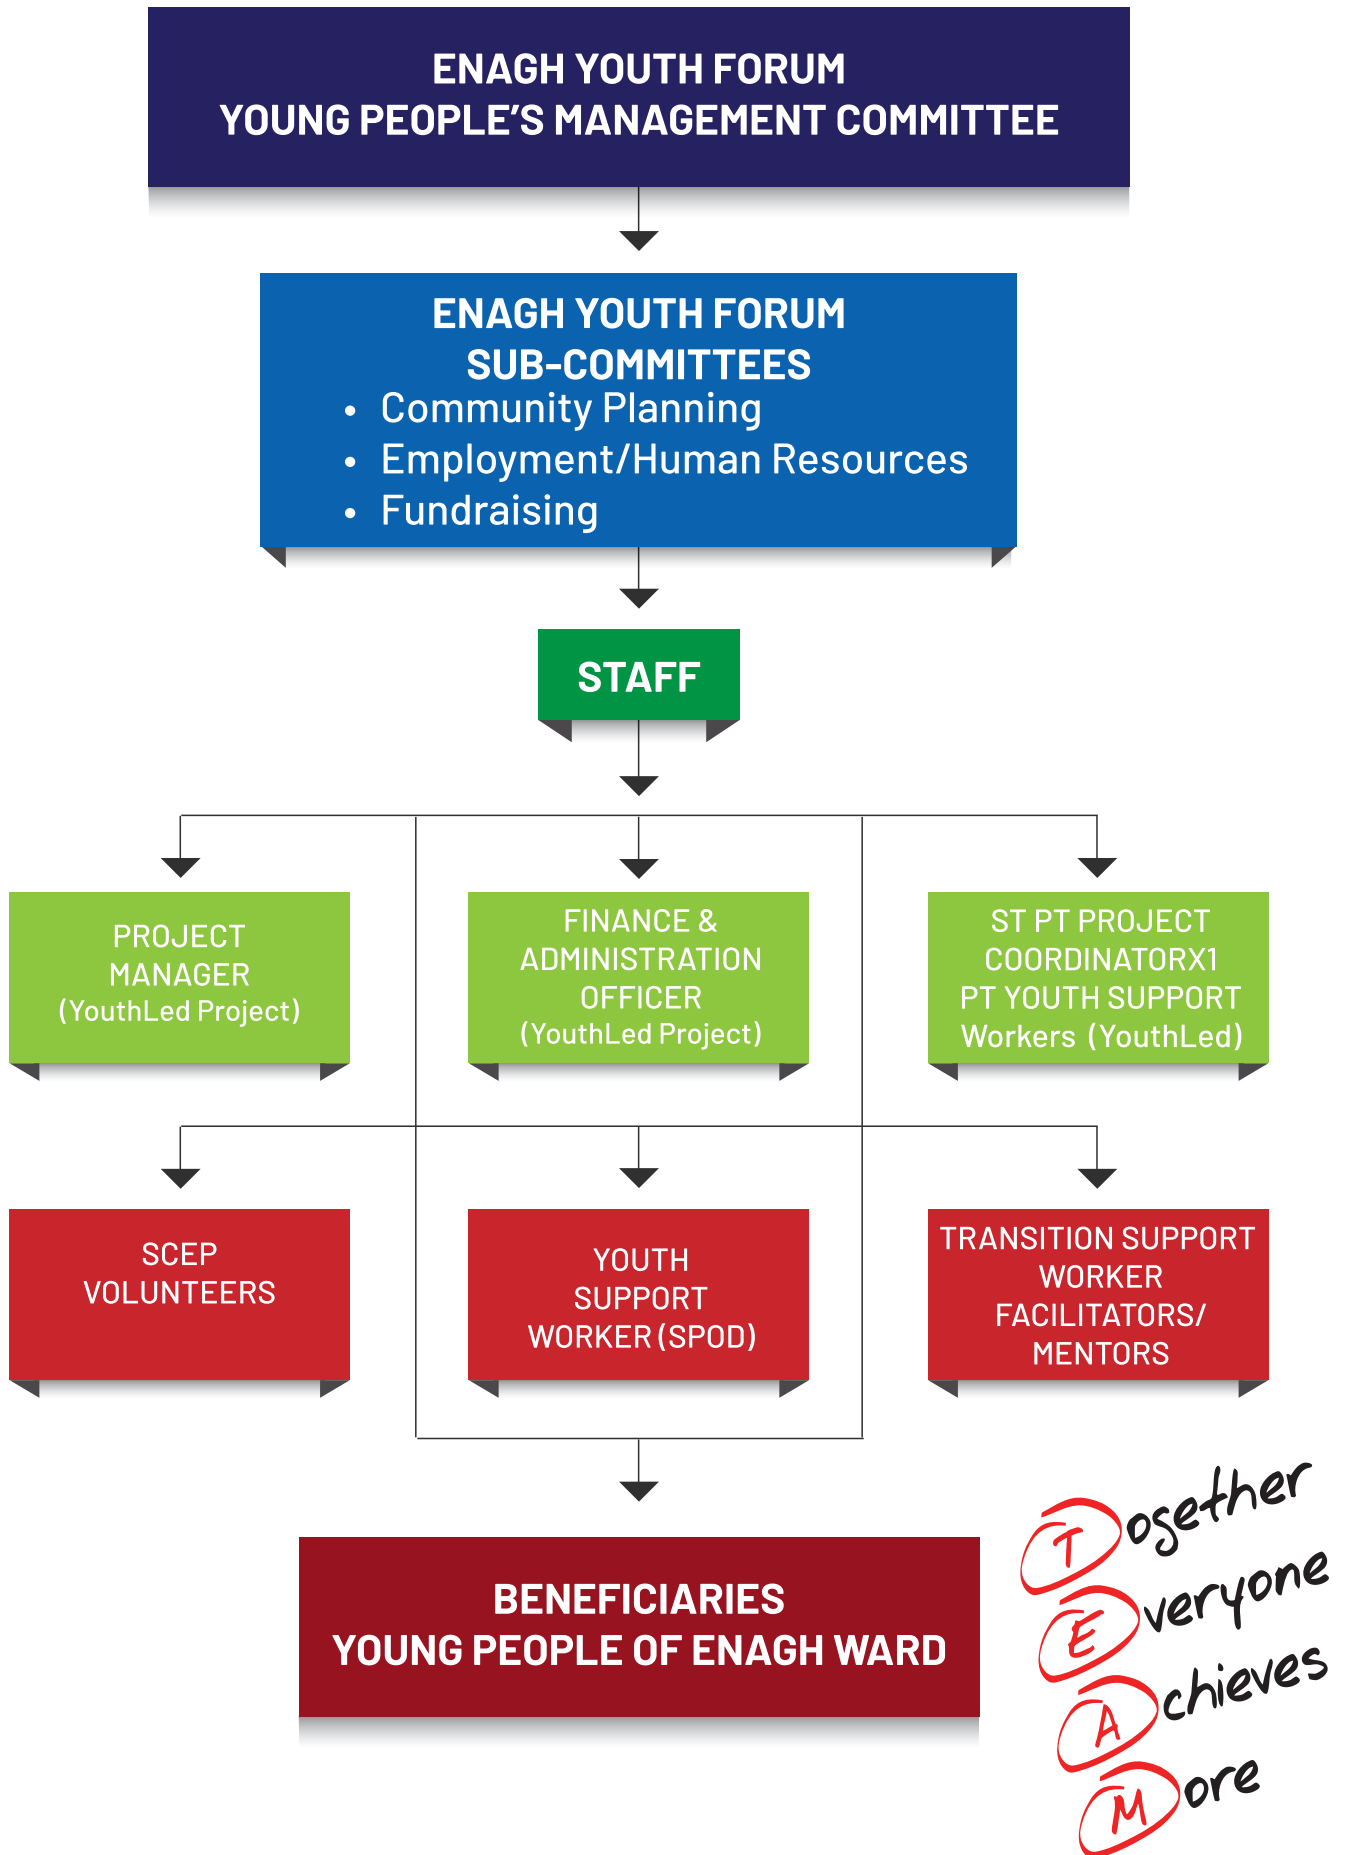 ENAGH YOUTH FORUM
YOUNG PEOPLE'S MANAGEMENT COMMITTEE
ENAGH YOUTH FORUM
SUB-COMMITTEES
• Community Planning
• Employment/Human Resources
• Fundraising
STAFF
PROJECT
MANAGER
(YouthLed Project)
FINANCE &
ADMINISTRATION
OFFICER
(YouthLed Project)
ST PT PROJECT
COORDINATORX1
PT YOUTH SUPPORT
Workers (YouthLed)
SCEP
VOLUNTEERS
YOUTH
SUPPORT
WORKER (SPOD)
TRANSITION SUPPORT
WORKER
FACILITATORS/
MENTORS
BENEFICIARIES
YOUNG PEOPLE OF ENAGH WARD
Together
Everyone
Achieves
More